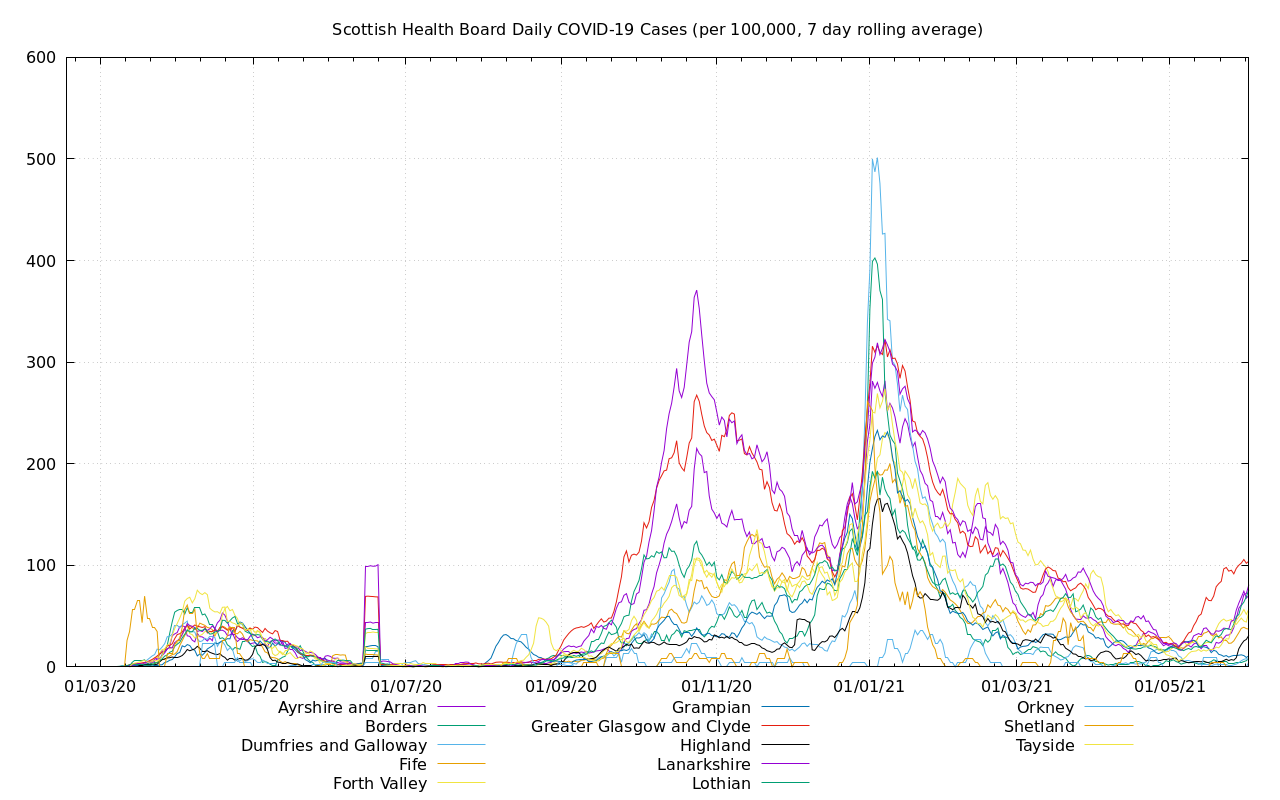 Scottish Health Board Daily COVID-19 Cases (per 100,000, 7 day rolling average)
600
500
400
300
200
100
0
01/03/20 01/05/20 01/07/20 01/09/20 01/11/20 01/01/21 01/03/21 01/05/21
Ayrshire and Arran Grampian Orkney
Borders Greater Glasgow and Clyde Shetland
Dumfries and Galloway Highland Tayside
Fife Lanarkshire
Forth Valley Lothian